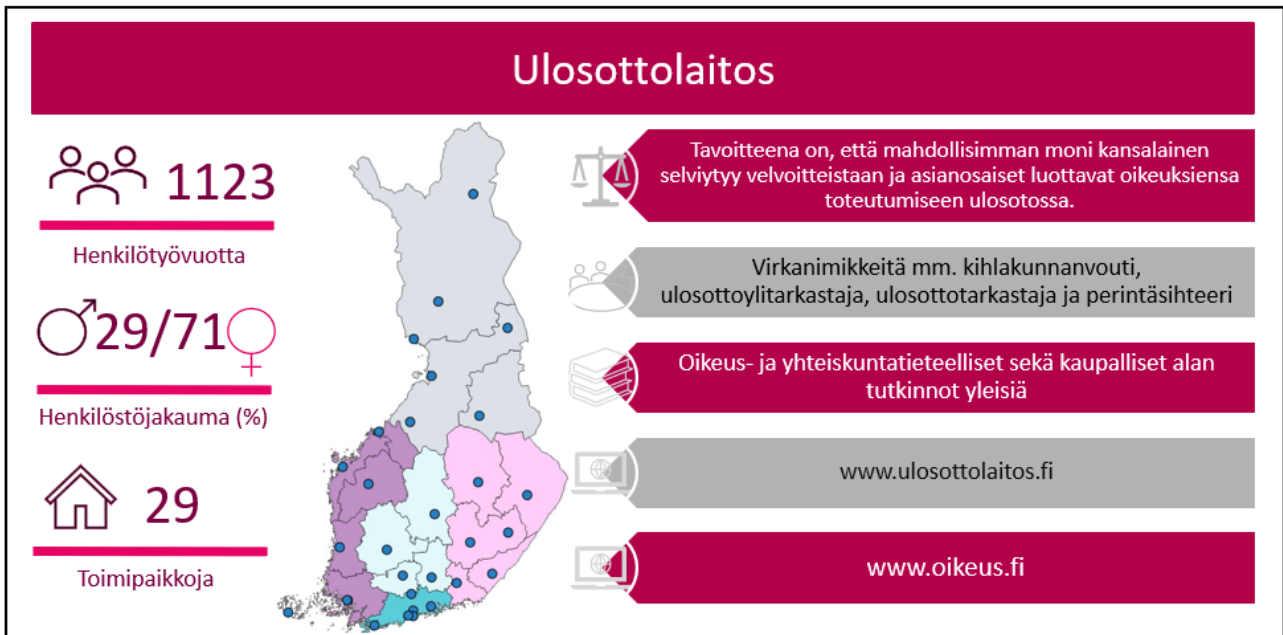 Ulosottolaitos
1123
Henkilötyövuotta
29/71
Henkilöstöjakauma (%)
29
Toimipaikkoja
Tavoitteena on, että mahdollisimman moni kansalainen
selviytyy velvoitteistaan ja asianosaiset luottavat oikeuksiensa
toteutumiseen ulosotossa.
Virkanimikkeitä mm. kihlakunnanvouti,
ulosottoylitarkastaja, ulosottotarkastaja ja perintäsihteeri
Oikeus- ja yhteiskuntatieteelliset sekä kaupalliset alan
tutkinnot yleisiä
www.ulosottolaitos.fi
www.oikeus.fi